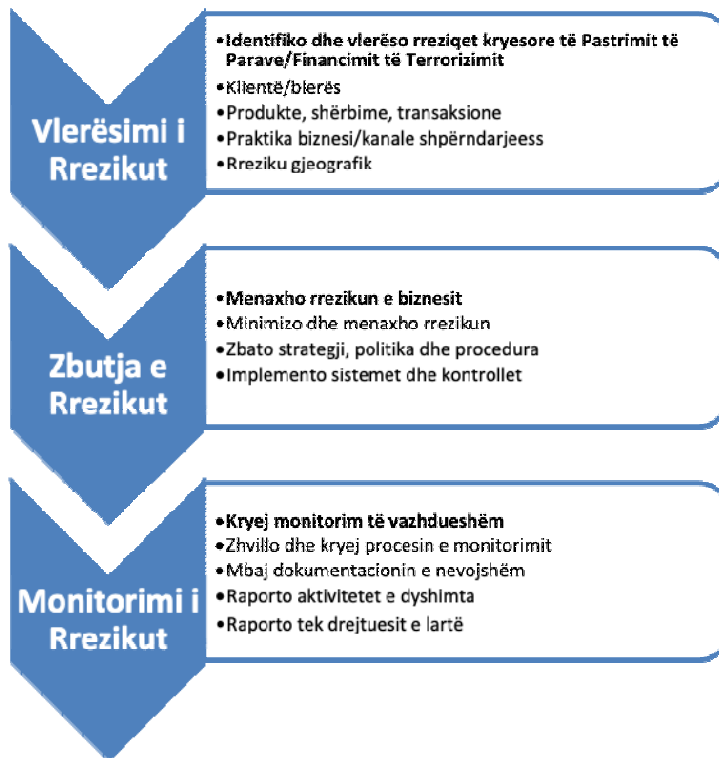 Vlerësimi i
Rrezikut
•Identifiko dhe vlerëso rreziqet kryesore të Pastrimit të
Parave/Financimit të Terrorizimit
•Klientë/blerës
•Produkte, shërbime, transaksione
•Praktika biznesi/kanale shpërndarjeess
•Rreziku gjeografik
Zbutja e
Rrezikut
•Menaxho rrezikun e biznesit
•Minimizo dhe menaxho rrezikun
•Zbato strategji, politika dhe procedura
•Implemento sistemet dhe kontrollet
Monitorimi i
Rrezikut
•Kryej monitorim të vazhdueshëm
•Zhvillo dhe kryej procesin e monitorimit
•Mbaj dokumentacionin e nevojshëm
•Raporto aktivitetet e dyshimta
•Raporto tek drejtuesit e lartë